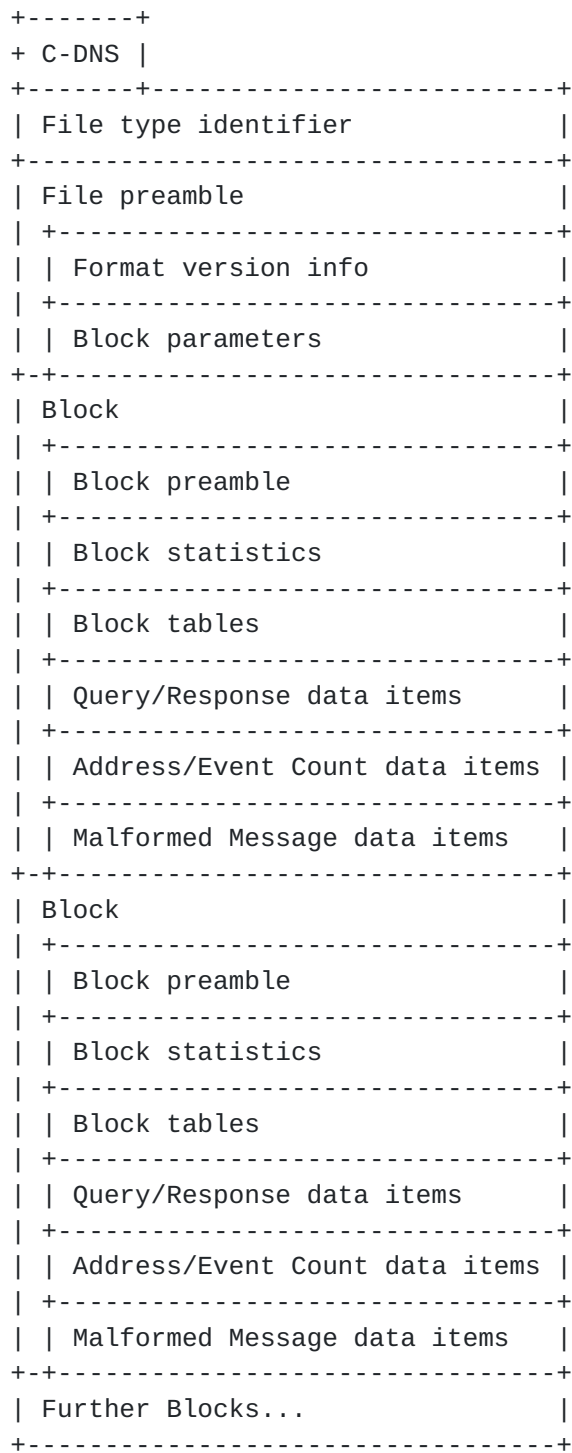 +-------+
+ C-DNS |
+-------+--------------------------+
| File type identifier             |
+----------------------------------+
| File preamble                    |
| +--------------------------------+
| | Format version info            |
| +--------------------------------+
| | Block parameters               |
+-+--------------------------------+
| Block                            |
| +--------------------------------+
| | Block preamble                 |
| +--------------------------------+
| | Block statistics               |
| +--------------------------------+
| | Block tables                   |
| +--------------------------------+
| | Query/Response data items      |
| +--------------------------------+
| | Address/Event Count data items |
| +--------------------------------+
| | Malformed Message data items   |
+-+--------------------------------+
| Block                            |
| +--------------------------------+
| | Block preamble                 |
| +--------------------------------+
| | Block statistics               |
| +--------------------------------+
| | Block tables                   |
| +--------------------------------+
| | Query/Response data items      |
| +--------------------------------+
| | Address/Event Count data items |
| +--------------------------------+
| | Malformed Message data items   |
+-+--------------------------------+
| Further Blocks...                |
+----------------------------------+